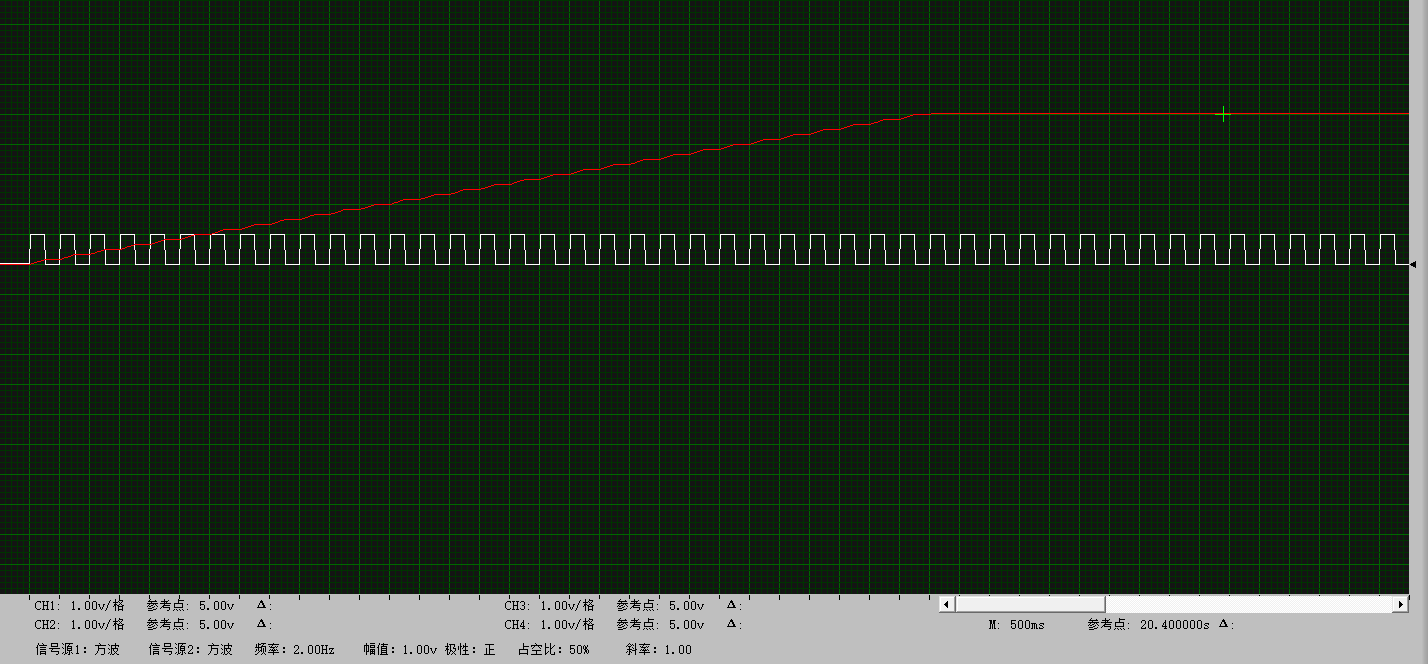 CH1: 1.00v/格 参考点: 5.00v Δ: CH3: 1.00v/格 参考点: 5.00v Δ:
CH2: 1.00v/格 参考点: 5.00v Δ: CH4: 1.00v/格 参考点: 5.00v Δ: M: 500ms 参考点: 20.400000s Δ:
信号源1: 方波 信号源2: 方波 频率: 2.00Hz 幅值: 1.00v 极性: 正 占空比: 50% 斜率: 1.00